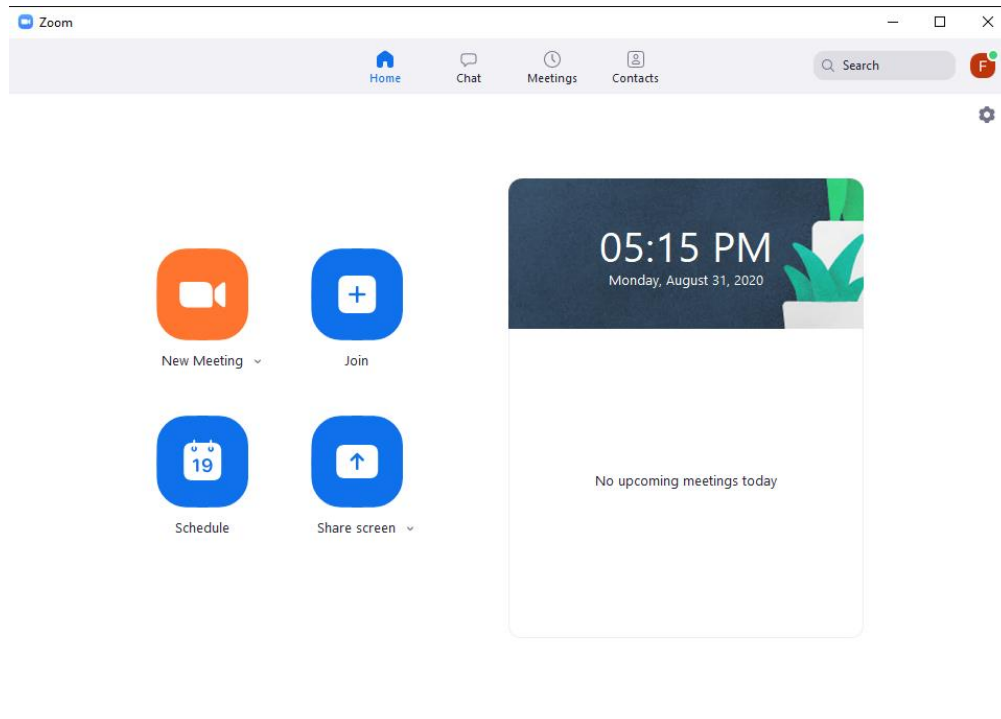 Zoom
Home Chat Meetings Contacts
Search
F
05:15 PM
Monday, August 31, 2020
New Meeting
Join
19
Schedule
Share screen
No upcoming meetings today